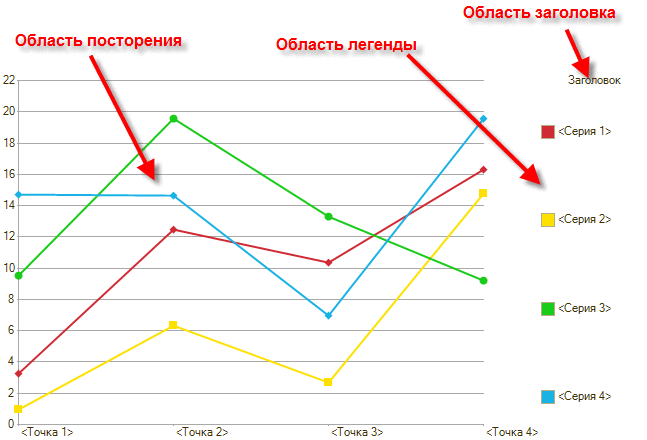 Область заголовка
Область посторения
Область легенды
Заголовок
22
20
18
16
14
12
10
8
6
4
2
0
<Точка 1>
<Точка 2>
<Точка 3>
<Точка 4>
<Серия 1>
<Серия 2>
<Серия 3>
<Серия 4>